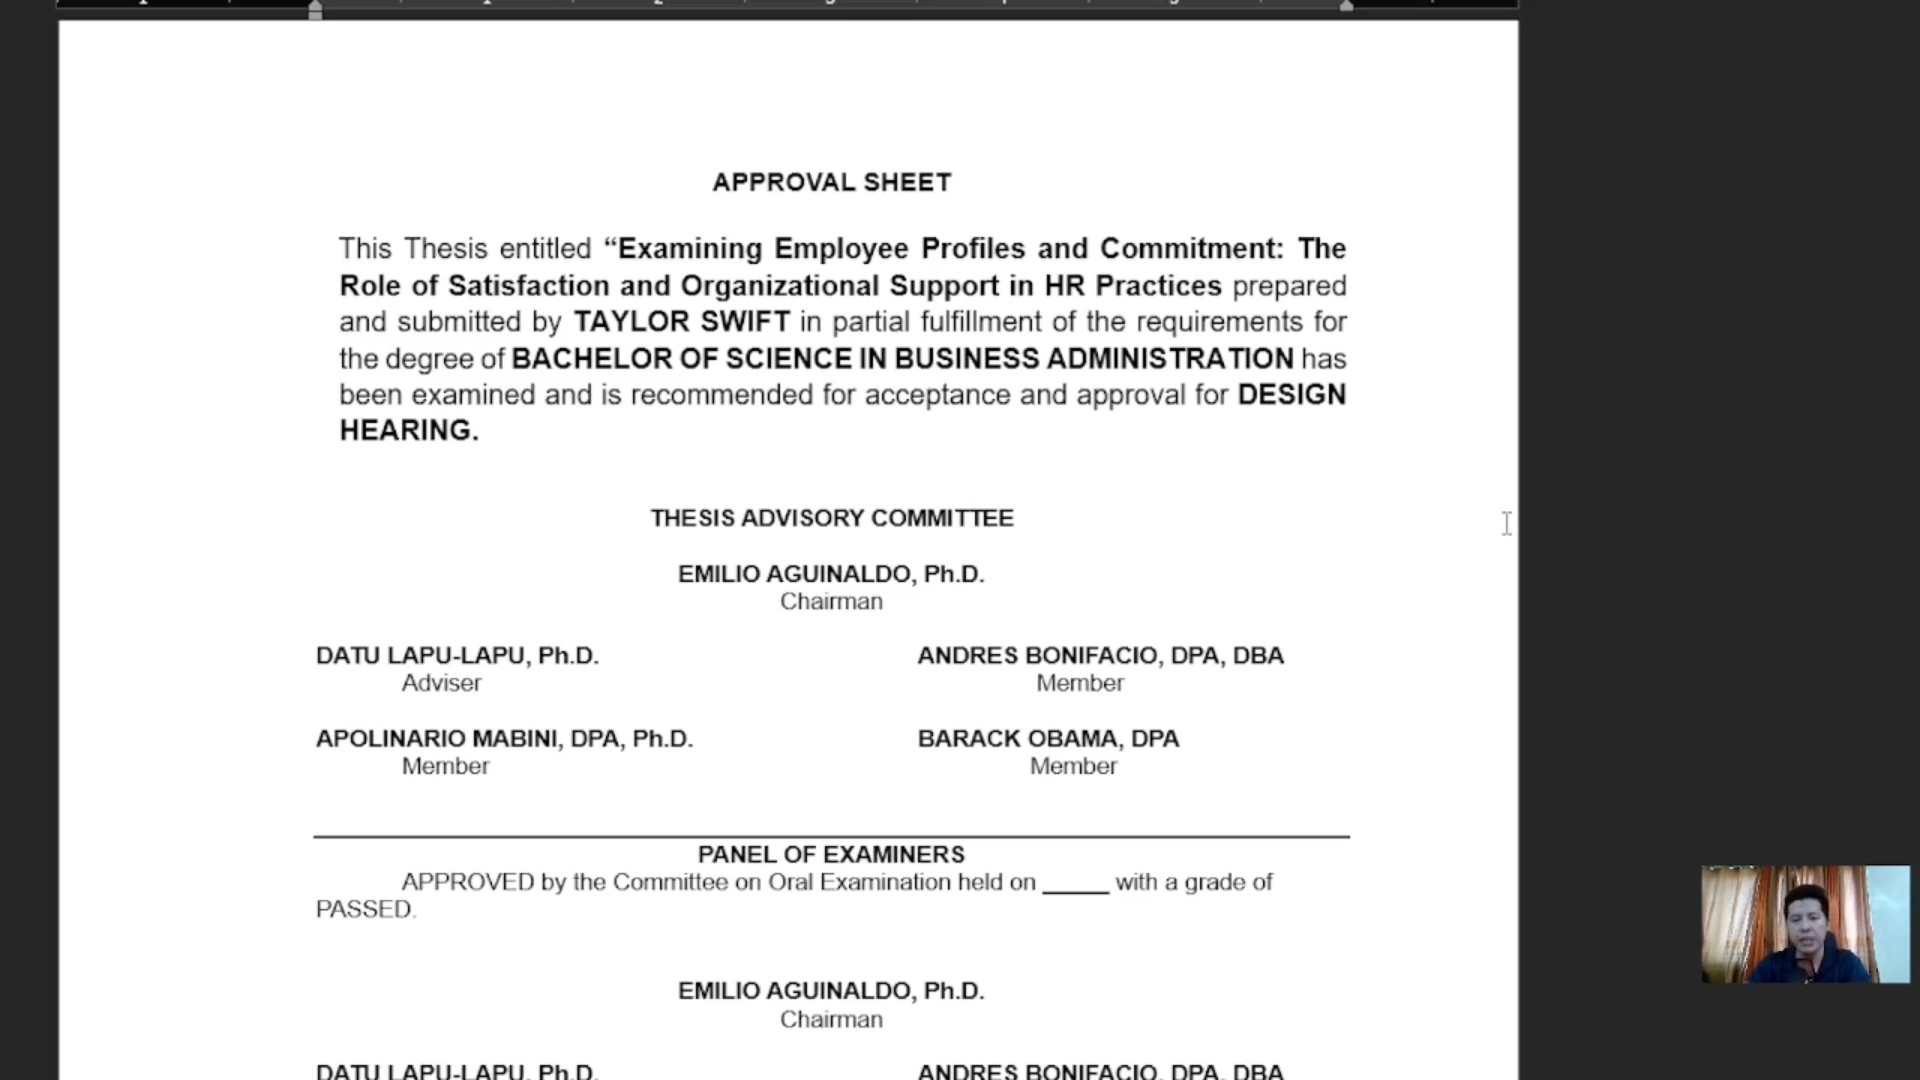 APPROVAL SHEET
This Thesis entitled “Examining Employee Profiles and Commitment: The
Role of Satisfaction and Organizational Support in HR Practices prepared
and submitted by TAYLOR SWIFT in partial fulfillment of the requirements for
the degree of BACHELOR OF SCIENCE IN BUSINESS ADMINISTRATION has
been examined and is recommended for acceptance and approval for DESIGN
HEARING.
THESIS ADVISORY COMMITTEE
EMILIO AGUINALDO, Ph.D.
Chairman
DATU LAPU-LAPU, Ph.D. ANDRES BONIFACIO, DPA, DBA
Adviser Member
APOLINARIO MABINI, DPA, Ph.D. BARACK OBAMA, DPA
Member Member
PANEL OF EXAMINERS
APPROVED by the Committee on Oral Examination held on _____ with a grade of
PASSED.
EMILIO AGUINALDO, Ph.D.
Chairman
DATU LAPU-LAPU, Ph.D. ANDRES BONIFACIO, DPA, DBA